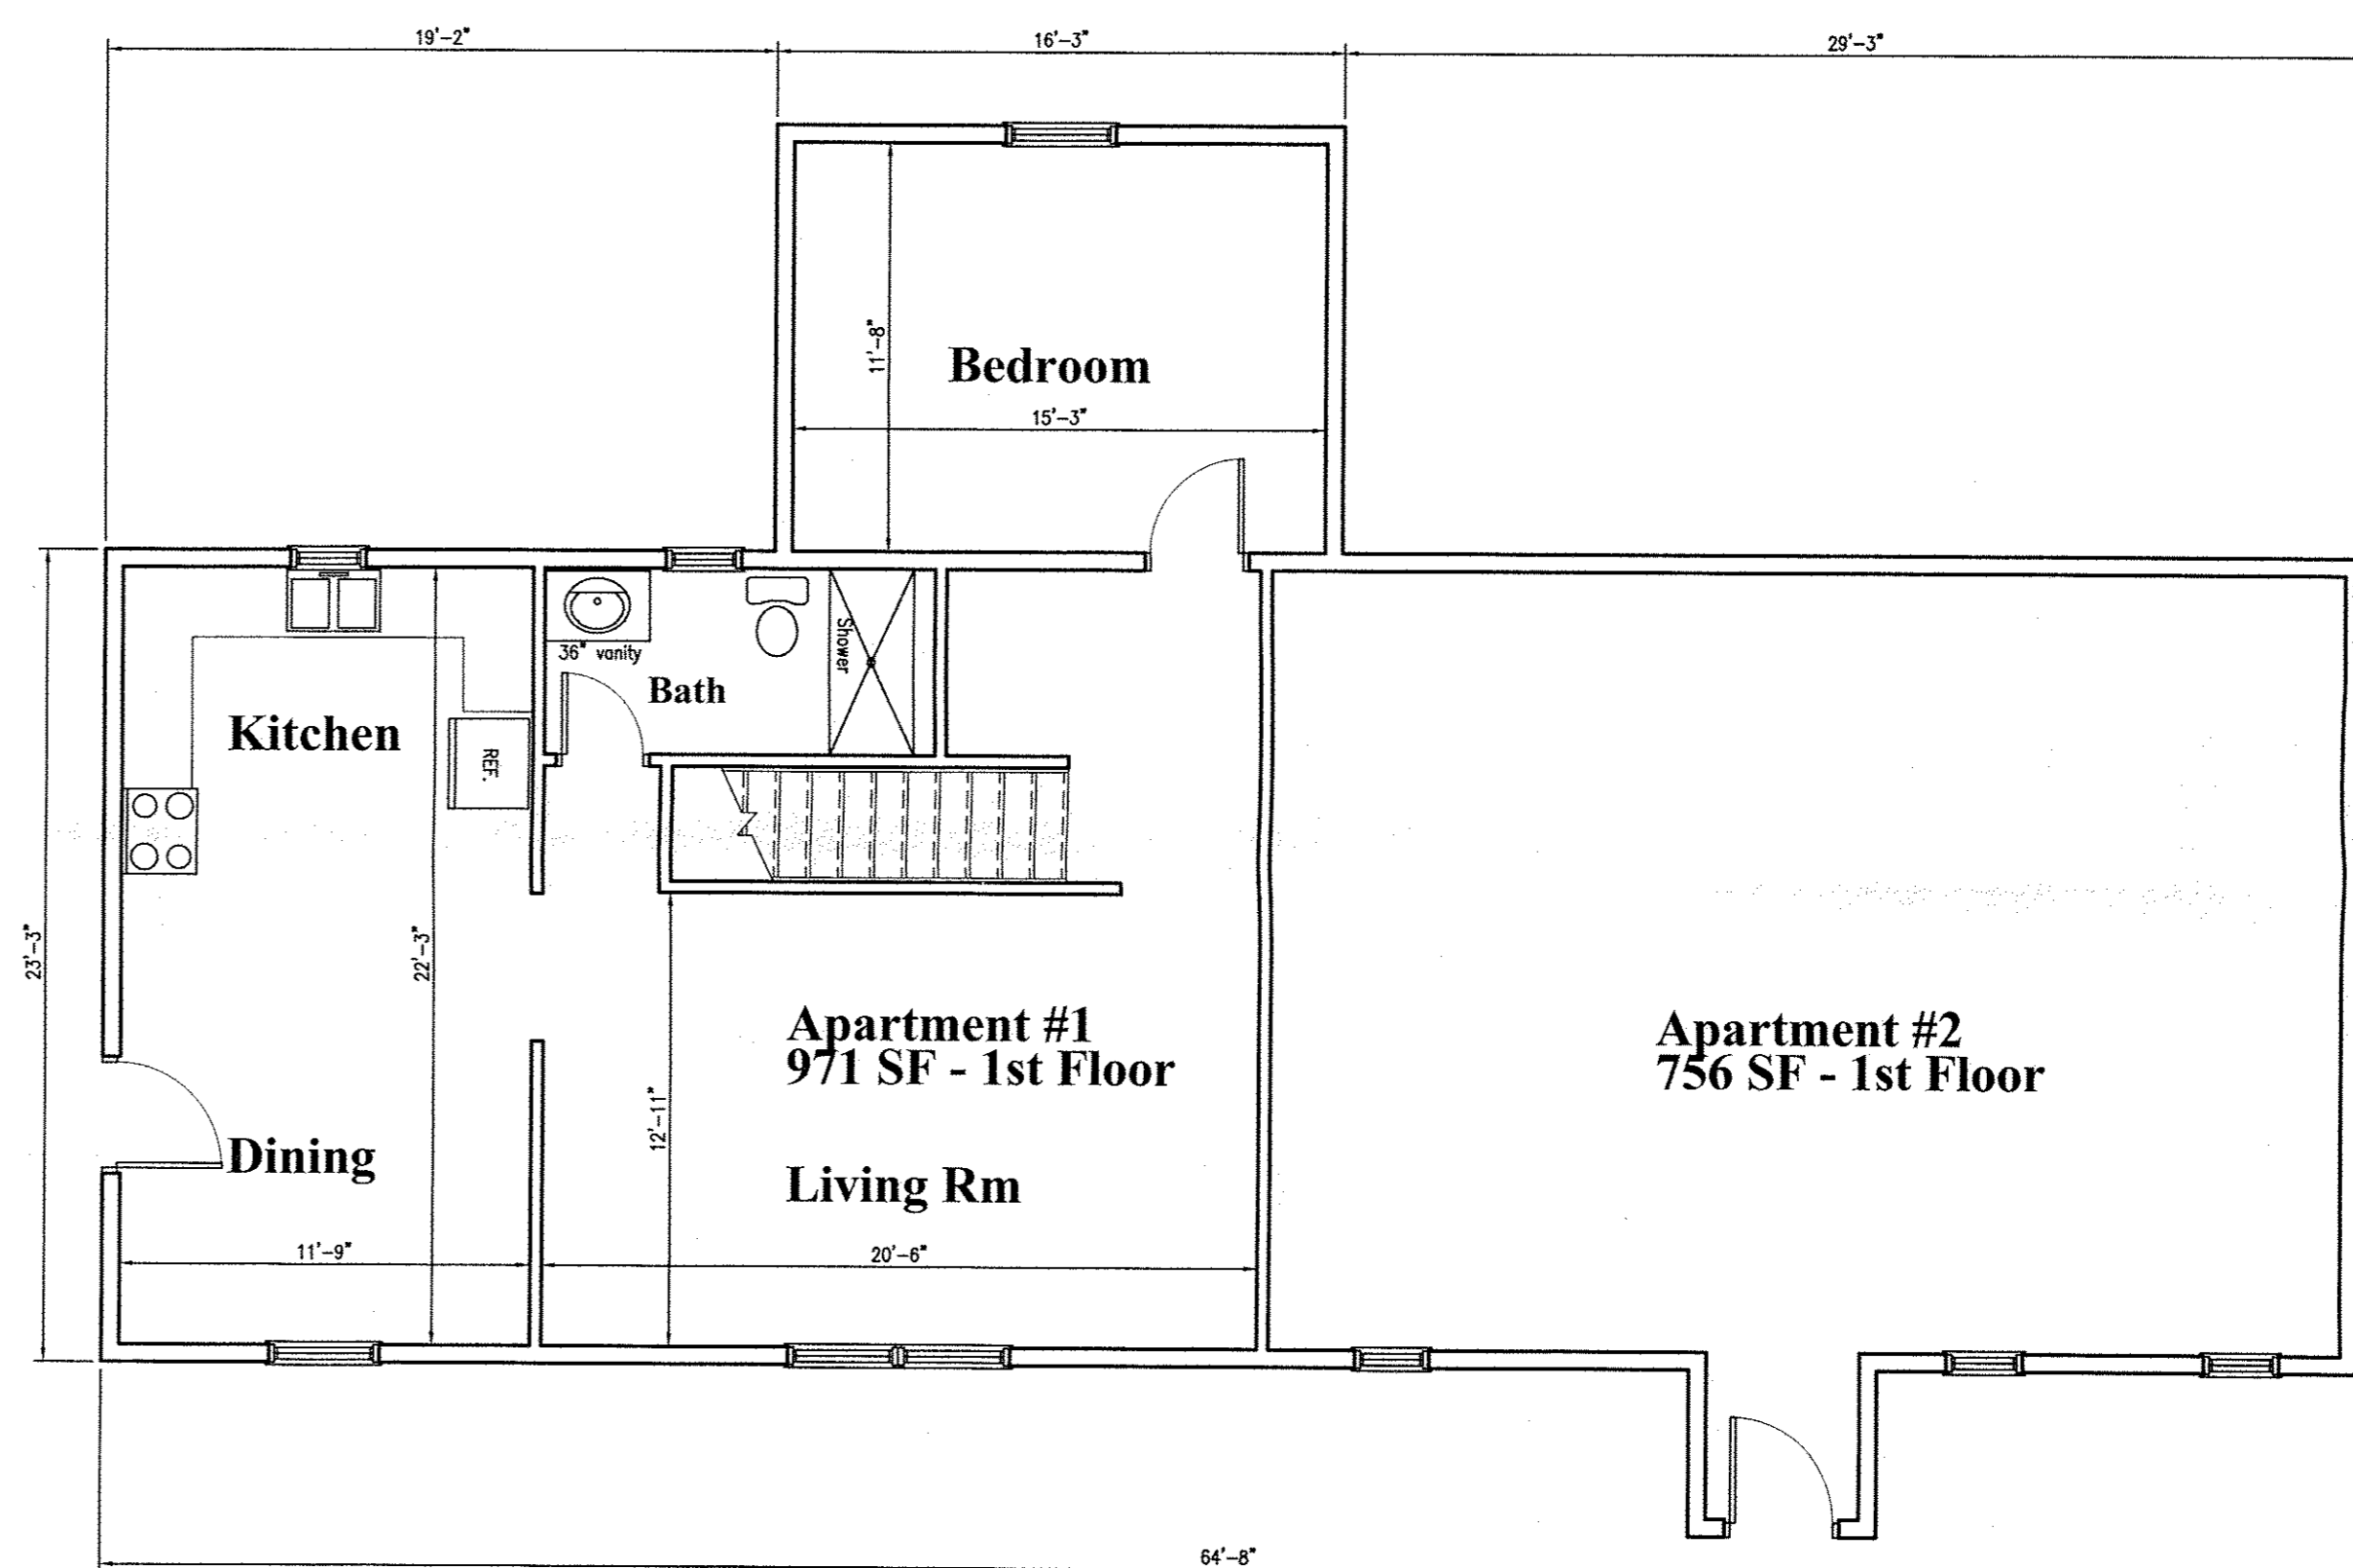 19'-2"
16'-3"
29'-3"
11'-8"
Bedroom
15'-3"
36" vanity
Shower
Bath
Kitchen
REF.
23'-3"
22'-3"
Apartment #1
971 SF - 1st Floor
Apartment #2
756 SF - 1st Floor
12'-11"
Dining
Living Rm
11'-9"
20'-6"
64'-8"